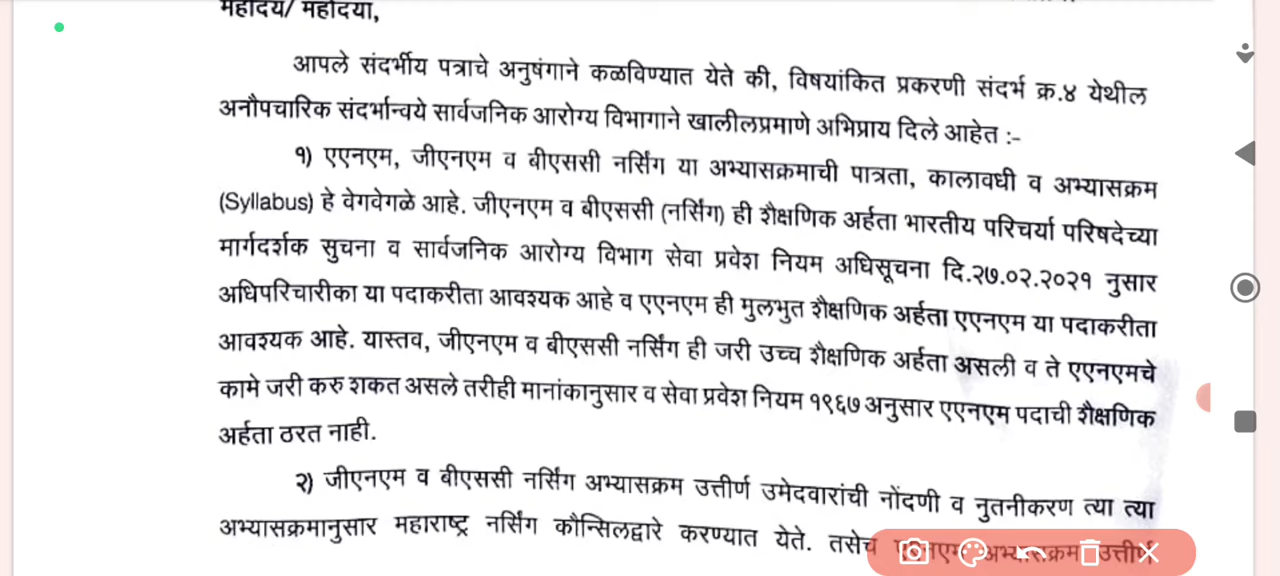 महोदय/ महोदया,
आपले संदर्भीय पत्राचे अनुषंगाने कळविण्यात येते की, विषयांकित प्रकरणी संदर्भ क्र.४ येथील
अनौपचारिक संदर्भान्वये सार्वजनिक आरोग्य विभागाने खालीलप्रमाणे अभिप्राय दिले आहेत :-
१) एएनएम, जीएनएम व बीएससी नर्सिंग या अभ्यासक्रमाची पात्रता, कालावधी व अभ्यासक्रम
(Syllabus) हे वेगवेगळे आहे. जीएनएम व बीएससी (नर्सिंग) ही शैक्षणिक अर्हता भारतीय परिचर्या परिषदेच्या
मार्गदर्शक सुचना व सार्वजनिक आरोग्य विभाग सेवा प्रवेश नियम अधिसूचना दि.२७.०२.२०२१ नुसार
अधिपरिचारीका या पदाकरीता आवश्यक आहे व एएनएम ही मुलभुत शैक्षणिक अर्हता एएनएम या पदाकरीता
आवश्यक आहे. यास्तव, जीएनएम व बीएससी नर्सिंग ही जरी उच्च शैक्षणिक अर्हता असली व ते एएनएमचे
कामे जरी करु शकत असले तरीही मानांकानुसार व सेवा प्रवेश नियम १९६७ अनुसार एएनएम पदाची शैक्षणिक
अर्हता ठरत नाही.
२) जीएनएम व बीएससी नर्सिंग अभ्यासक्रम उत्तीर्ण उमेदवारांची नोंदणी व नुतनीकरण त्या त्या
अभ्यासक्रमानुसार महाराष्ट्र नर्सिंग कौन्सिलद्वारे करण्यात येते. तसेच एएनएम अभ्यासक्रम उत्तीर्ण